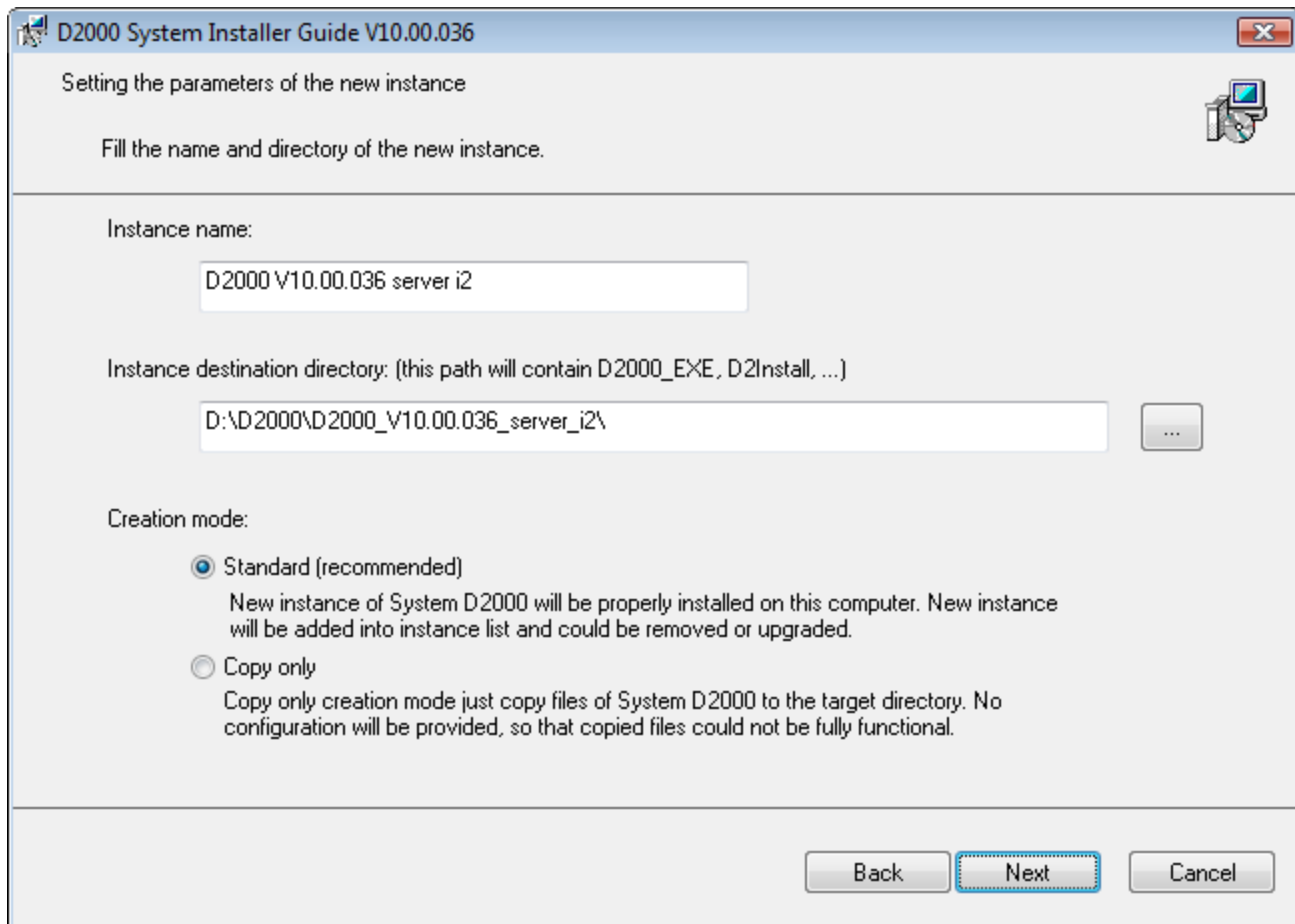 D2000 System Installer Guide V10.00.036
Setting the parameters of the new instance
Fill the name and directory of the new instance.
Instance name:
D2000 V10.00.036 server i2
Instance destination directory: (this path will contain D2000_EXE, D2Install, ...)
D:\D2000\D2000_V10.00.036_server_i2\
...
Creation mode:
Standard (recommended)
New instance of System D2000 will be properly installed on this computer. New instance
will be added into instance list and could be removed or upgraded.
Copy only
Copy only creation mode just copy files of System D2000 to the target directory. No
configuration will be provided, so that copied files could not be fully functional.
Back
Next
Cancel